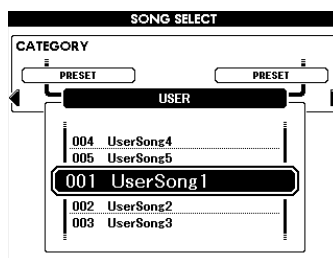 SONG SELECT
CATEGORY
PRESET PRESET
USER
004 UserSong4
005 UserSong5
001 UserSong1
002 UserSong2
003 UserSong3